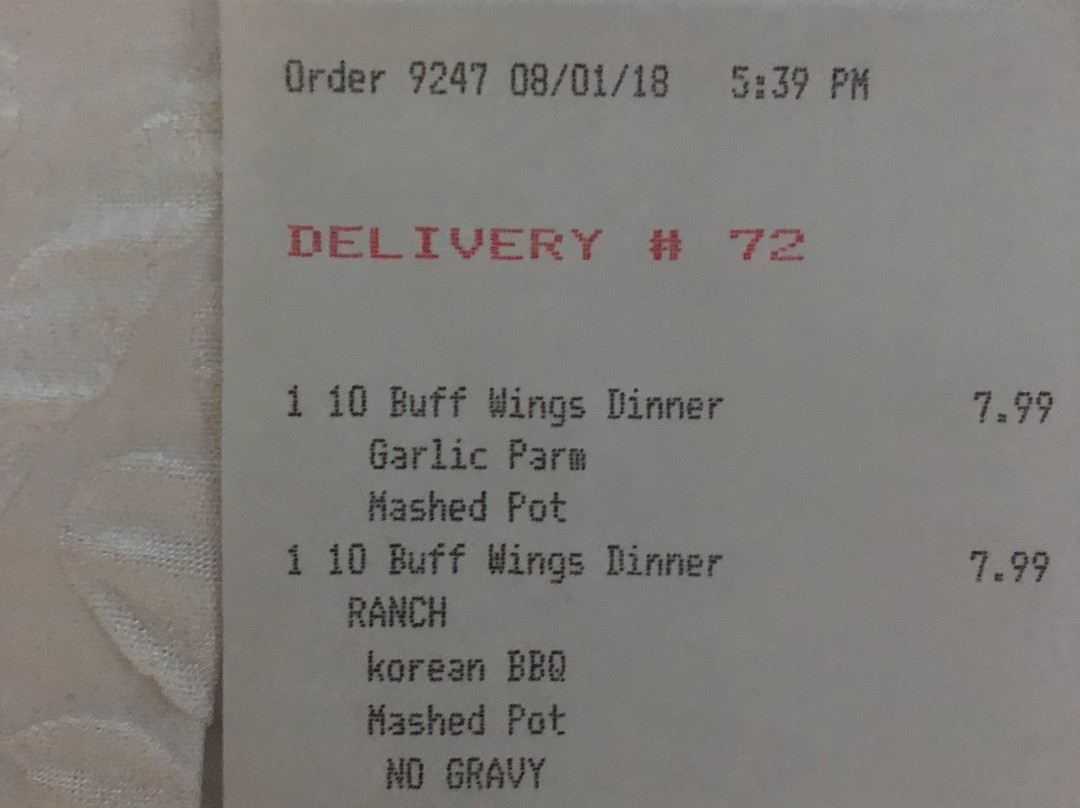 Order 9247 08/01/18 5:39 PM
DELIVERY # 72
1 10 Buff Wings Dinner 7.99
Garlic Parm
Mashed Pot
1 10 Buff Wings Dinner 7.99
RANCH
korean BBQ
Mashed Pot
NO GRAVY